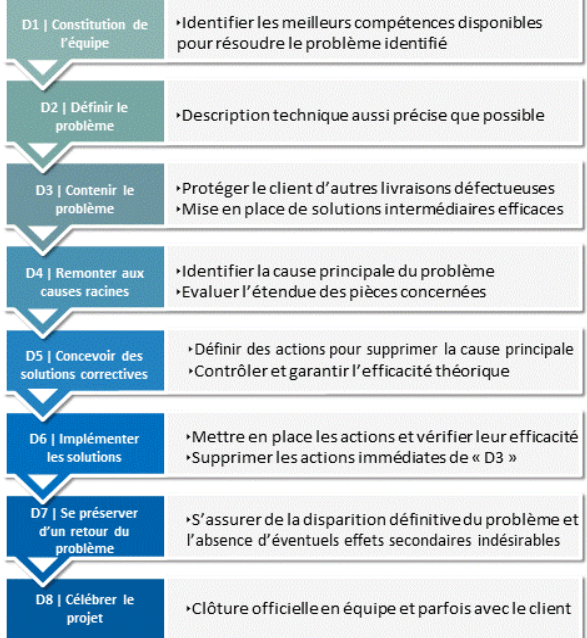 D1 | Constitution de
l’équipe
‣Identifier les meilleurs compétences disponibles
pour résoudre le problème identifié
D2 | Définir le
problème
‣Description technique aussi précise que possible
D3 | Contenir le
problème
‣Protéger le client d’autres livraisons défectueuses
‣Mise en place de solutions intermédiaires efficaces
D4 | Remonter aux
causes racines
‣Identifier la cause principale du problème
‣Evaluer l’étendue des pièces concernées
D5 | Concevoir des
solutions correctives
‣Définir des actions pour supprimer la cause principale
‣Contrôler et garantir l’efficacité théorique
D6 | Implémenter
les solutions
‣Mettre en place les actions et vérifier leur efficacité
‣Supprimer les actions immédiates de « D3 »
D7 | Se préserver
d’un retour du
problème
‣S’assurer de la disparition définitive du problème et
l’absence d’éventuels effets secondaires indésirables
D8 | Célébrer le
projet
‣Clôture officielle en équipe et parfois avec le client